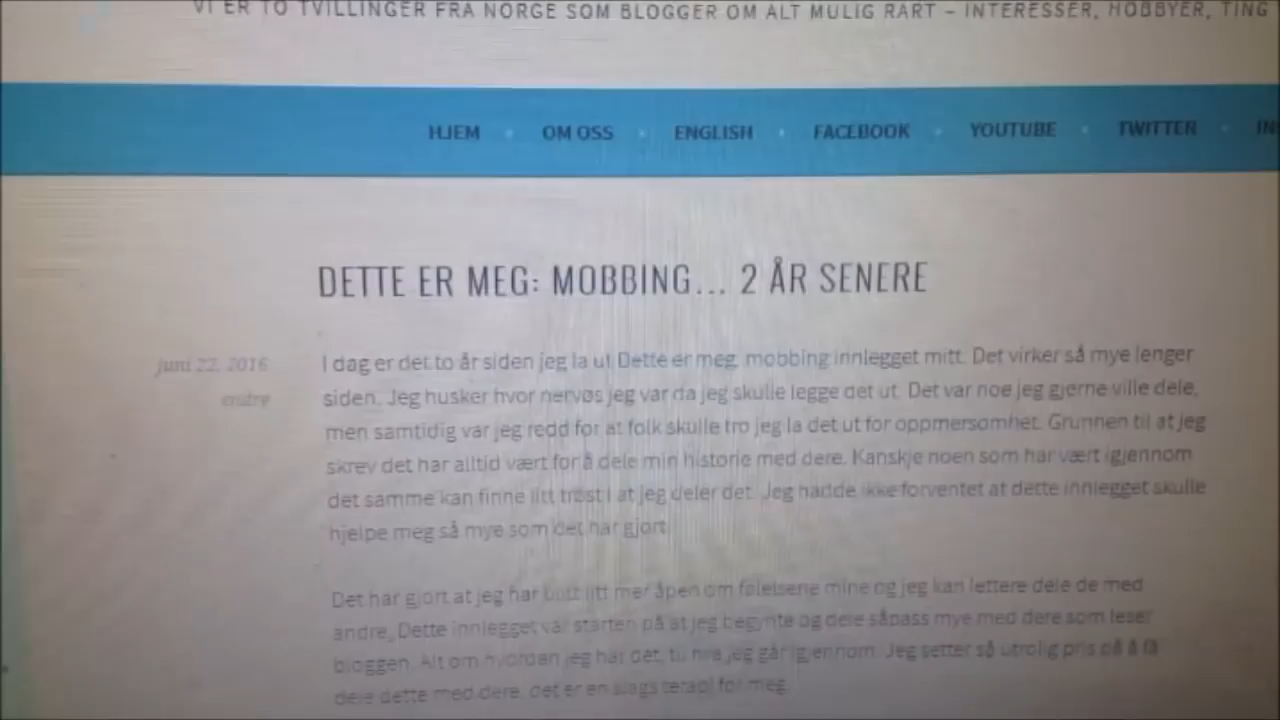 VI ER TO TVILLINGER FRA NORGE SOM BLOGGER OM ALT MULIG RART – INTERESSER, HOBBYER, TING
HJEM OM OSS ENGLISH FACEBOOK YOUTUBE TWITTER IN
DETTE ER MEG: MOBBING... 2 ÅR SENERE
juni 22, 2016
endre
I dag er det to år siden jeg la ut Dette er meg, mobbing innlegget mitt. Det virker så mye lenger
siden. Jeg husker hvor nervøs jeg var da jeg skulle legge det ut. Det var noe jeg gjerne ville dele,
men samtidig var jeg redd for at folk skulle tro jeg la det ut for oppmersomhet. Grunnen til at jeg
skrev det har alltid vært for å dele min historie med dere. Kanskje noen som har vært igjennom
det samme kan finne litt trøst i at jeg deler det. Jeg hadde ikke forventet at dette innlegget skulle
hjelpe meg så mye som det har gjort.
Det har gjort at jeg har blitt litt mer åpen om følelsene mine og jeg kan lettere dele de med
andre. Dette innlegget var starten på at jeg begynte og dele såpass mye med dere som leser
bloggen. Alt om hvordan jeg har det, til hva jeg går igjennom. Jeg setter så utrolig pris på å få
dele dette med dere, det er en slags terapi for meg.